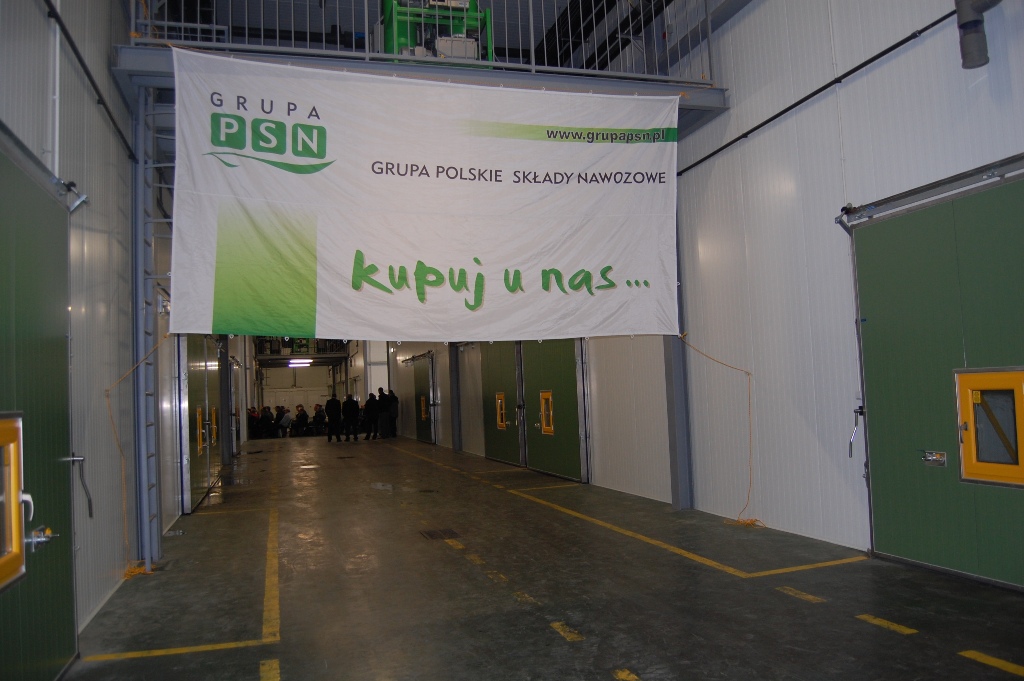 GRUPA
PSN
www.grupapsn.pl
GRUPA POLSKIE SKŁADY NAWOZOWE
kupuj u nas...